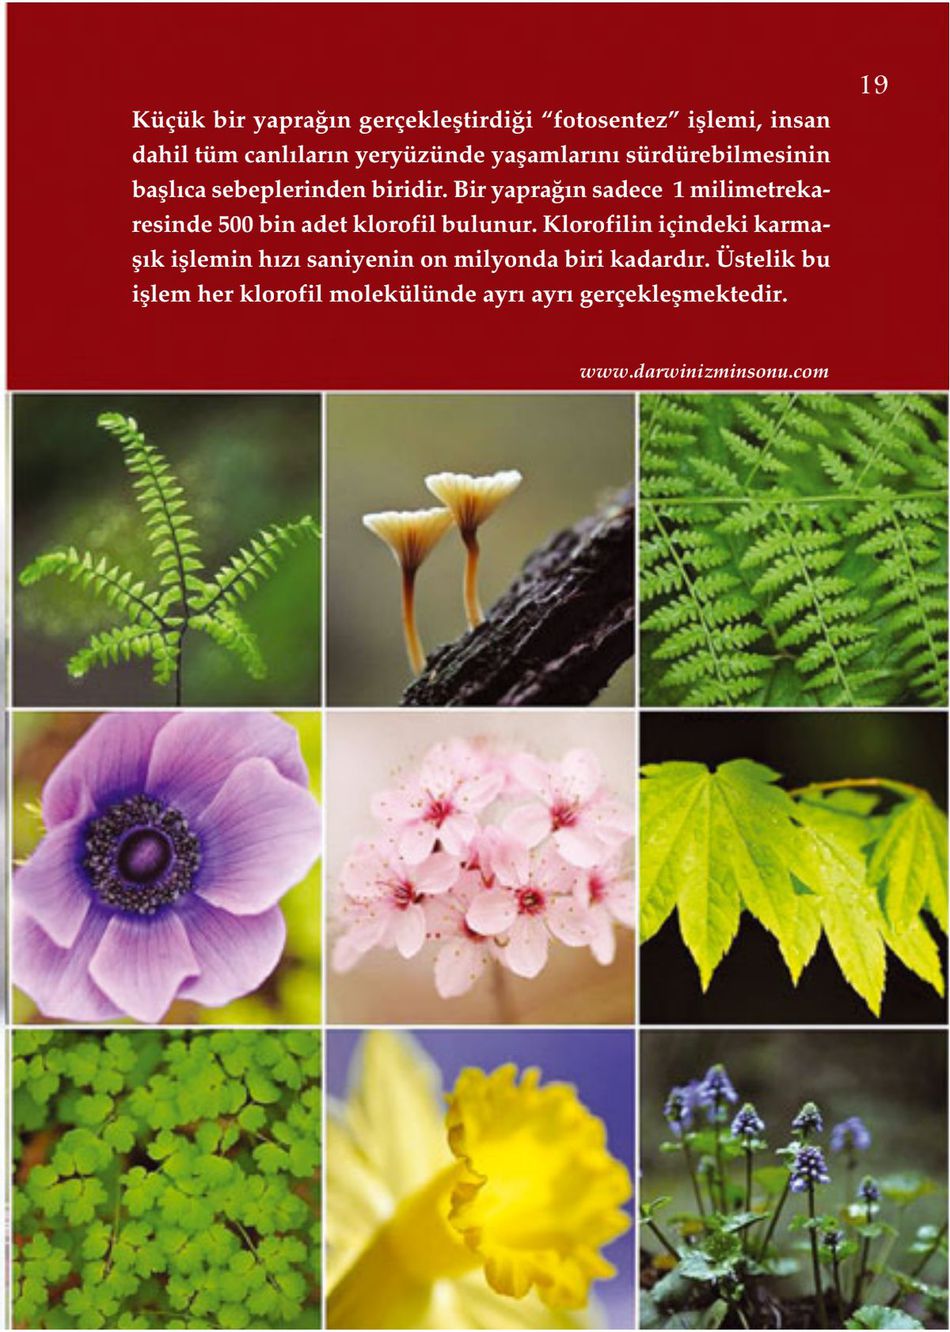 19
Küçük bir yaprağın gerçekleştirdiği “fotosentez” işlemi, insan
dahil tüm canlıların yeryüzünde yaşamlarını sürdürebilmesinin
başlıca sebeplerinden biridir. Bir yaprağın sadece 1 milimetreka-
resinde 500 bin adet klorofil bulunur. Klorofilin içindeki karma-
şık işlemin hızı saniyenin on milyonda biri kadardır. Üstelik bu
işlem her klorofil molekülünde ayrı ayrı gerçekleşmektedir.
www.darwinizminsonu.com